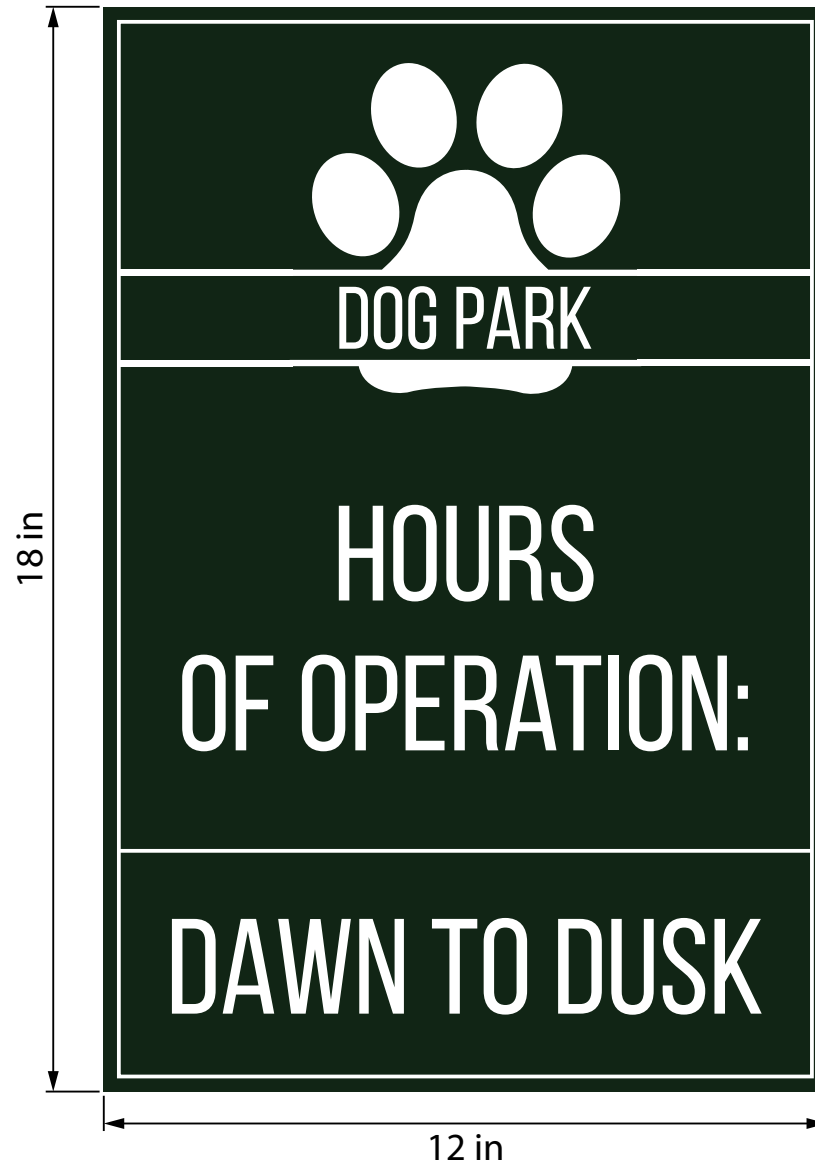 DOG PARK
HOURS
OF OPERATION:
DAWN TO DUSK
18 in
12 in